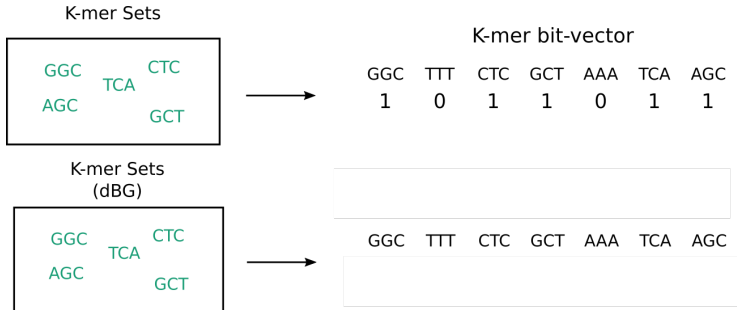 K-mer Sets
GGC
TCA
CTC
AGC
GCT
K-mer bit-vector
GGC TTT CTC GCT AAA TCA AGC
1 0 1 1 0 1 1
K-mer Sets
(dBG)
GGC
TCA
CTC
AGC
GCT
GGC TTT CTC GCT AAA TCA AGC